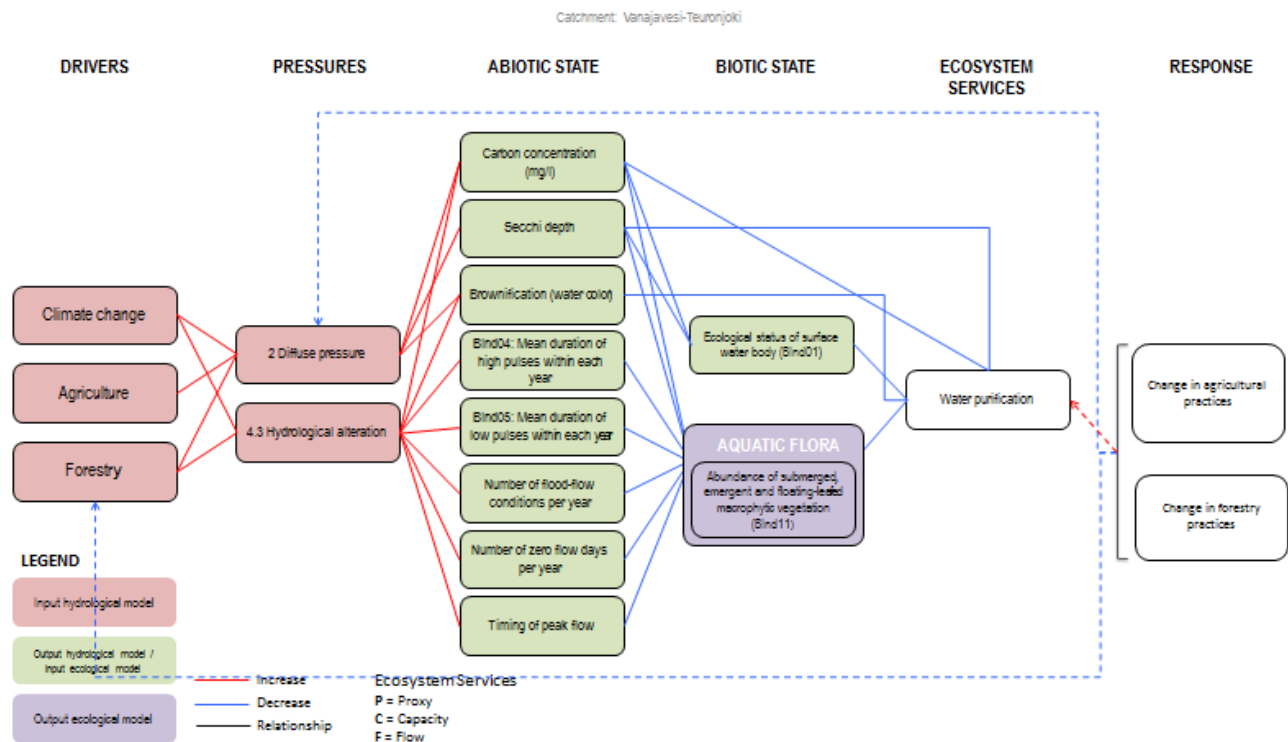 Catchment: Vanajavesi-Teuronjoki
DRIVERS
PRESSURES
ABIOTIC STATE
BIOTIC STATE
ECOSYSTEM
SERVICES
RESPONSE
Climate change
Agriculture
Forestry
2 Diffuse pressure
4.3 Hydrological alteration
Carbon concentration
(mg/l)
Secchi depth
Brownification (water color)
BInd04: Mean duration of
high pulses within each
year
BInd05: Mean duration of
low pulses within each year
Number of flood-flow
conditions per year
Number of zero flow days
per year
Timing of peak flow
Ecological status of surface
water body (BInd01)
AQUATIC FLORA
Abundance of submerged,
emergent and floating-leafed
macrophytic vegetation
(BInd11)
Water purification
Change in agricultural
practices
Change in forestry
practices
LEGEND
Input hydrological model
Output hydrological model /
Input ecological model
Output ecological model
Increase
Decrease
Relationship
Ecosystem Services
P = Proxy
C = Capacity
F = Flow